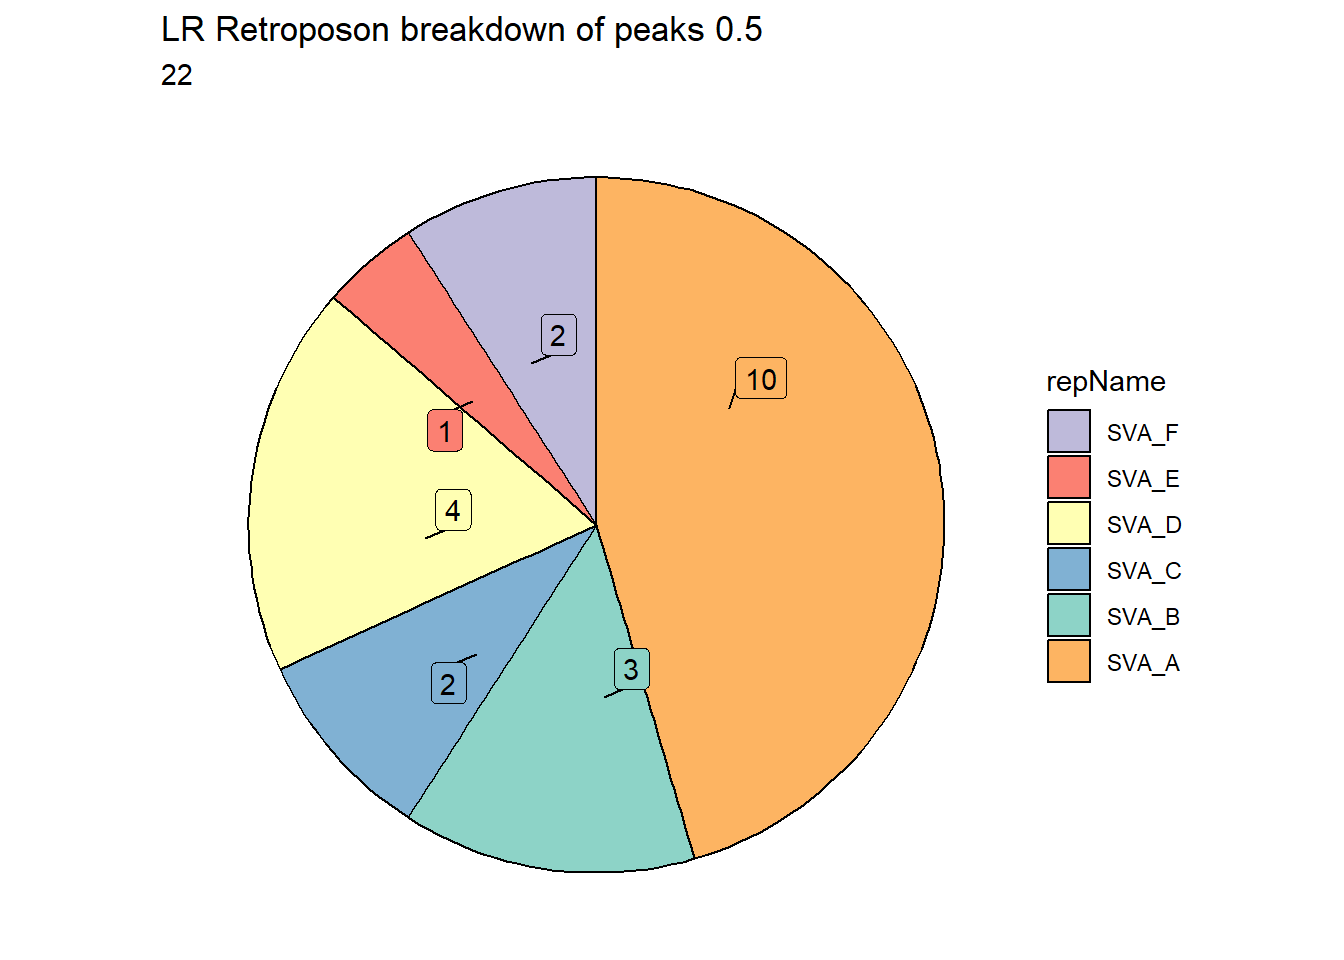 LR Retroposon breakdown of peaks 0.5
22
2
10
1
4
3
2
repName
SVA_F
SVA_E
SVA_D
SVA_C
SVA_B
SVA_A